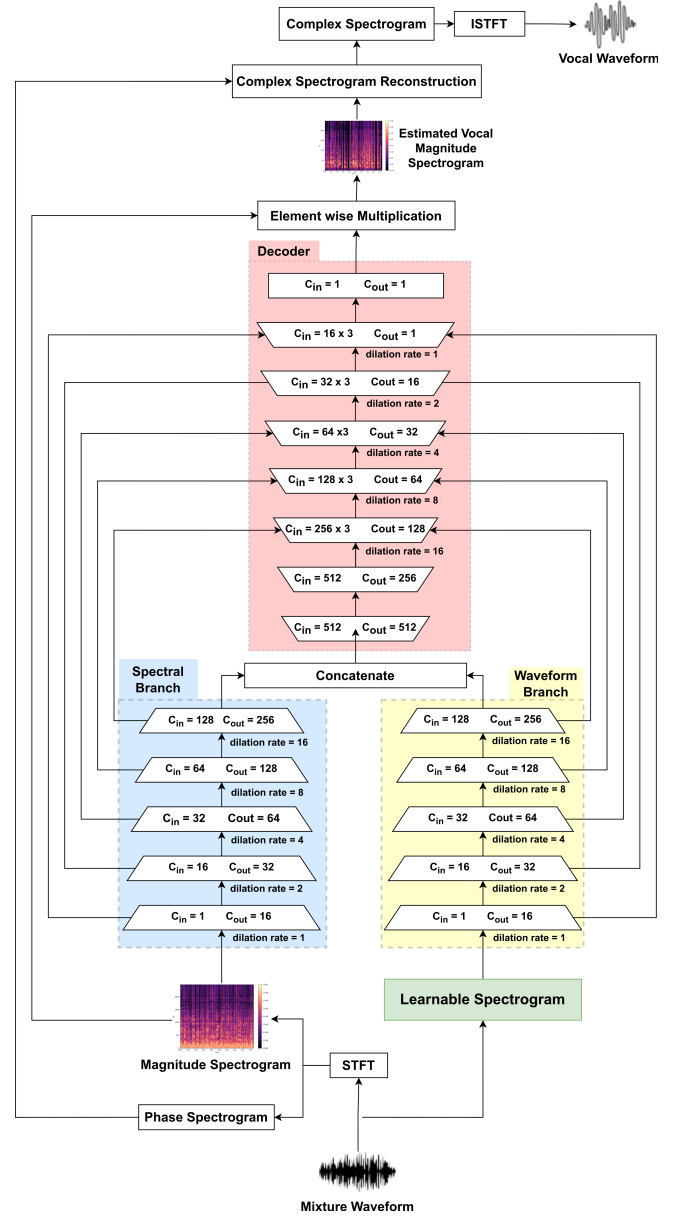 Complex Spectrogram
ISTFT
Vocal Waveform
Complex Spectrogram Reconstruction
Estimated Vocal
Magnitude
Spectrogram
Element wise Multiplication
Decoder
Cin = 1 Cout = 1
Cin = 16 x 3 Cout = 1
dilation rate = 1
Cin = 32 x 3 Cout = 16
dilation rate = 2
Cin = 64 x3 Cout = 32
dilation rate = 4
Cin = 128 x 3 Cout = 64
dilation rate = 8
Cin = 256 x 3 Cout = 128
dilation rate = 16
Cin = 512 Cout = 256
Cin = 512 Cout = 512
Concatenate
Spectral
Branch
Cin = 128 Cout = 256
dilation rate = 16
Cin = 64 Cout = 128
dilation rate = 8
Cin = 32 Cout = 64
dilation rate = 4
Cin = 16 Cout = 32
dilation rate = 2
Cin = 1 Cout = 16
dilation rate = 1
Waveform
Branch
Cin = 128 Cout = 256
dilation rate = 16
Cin = 64 Cout = 128
dilation rate = 8
Cin = 32 Cout = 64
dilation rate = 4
Cin = 16 Cout = 32
dilation rate = 2
Cin = 1 Cout = 16
dilation rate = 1
Learnable Spectrogram
Magnitude Spectrogram
STFT
Phase Spectrogram
Mixture Waveform